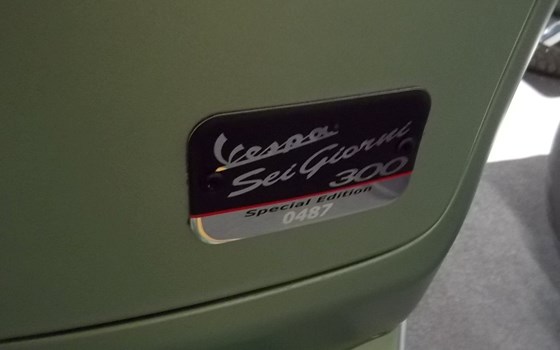 Vespa
Sei Giorni
300
Special Edition
0487